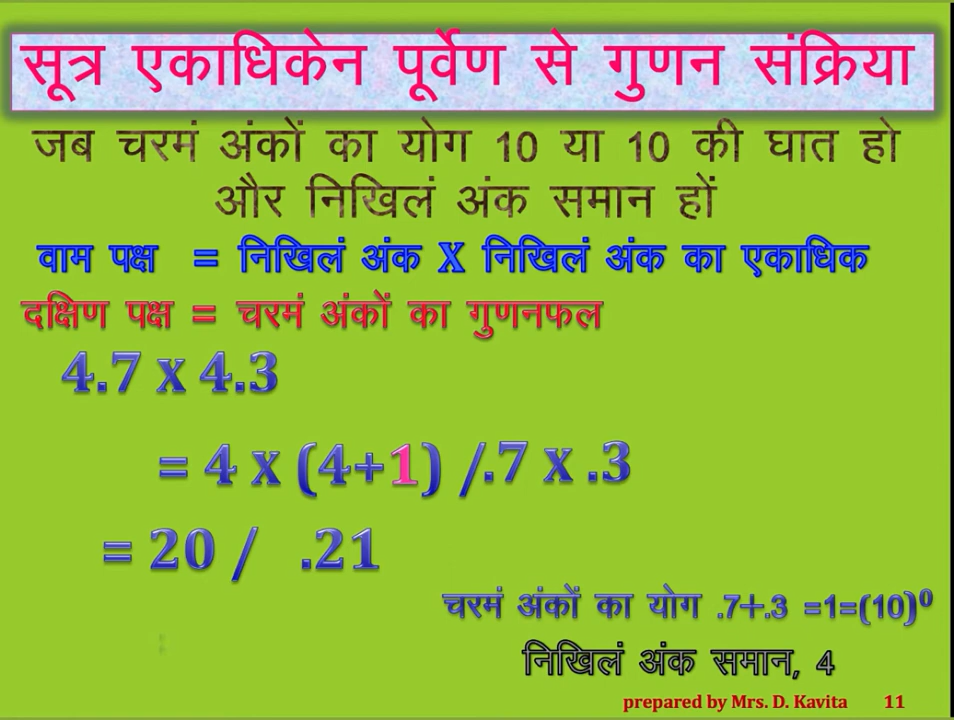 सूत्र एकाधिकेन पूर्वेण से गुणन संक्रिया
जब चरमं अंकों का योग 10 या 10 की घात हो
और निखिलं अंक समान हों
वाम पक्ष = निखिलं अंक X निखिलं अंक का एकाधिक
दक्षिण पक्ष = चरमं अंकों का गुणनफल
4.7 x 4.3
= 4 x (4+1) /.7 x .3
= 20 / .21
चरमं अंकों का योग .7+.3 =1=(10)⁰
निखिलं अंक समान, 4
prepared by Mrs. D. Kavita 11